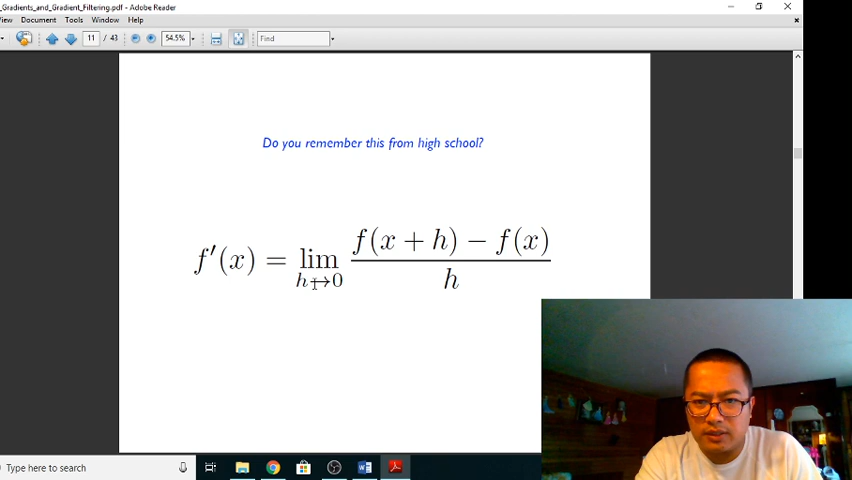 _Gradients_and_Gradient_Filtering.pdf - Adobe Reader
View Document Tools Window Help
11 / 43 54.5% Find
Do you remember this from high school?
f′(x) = lim h→0 f(x + h) − f(x) / h
Type here to search